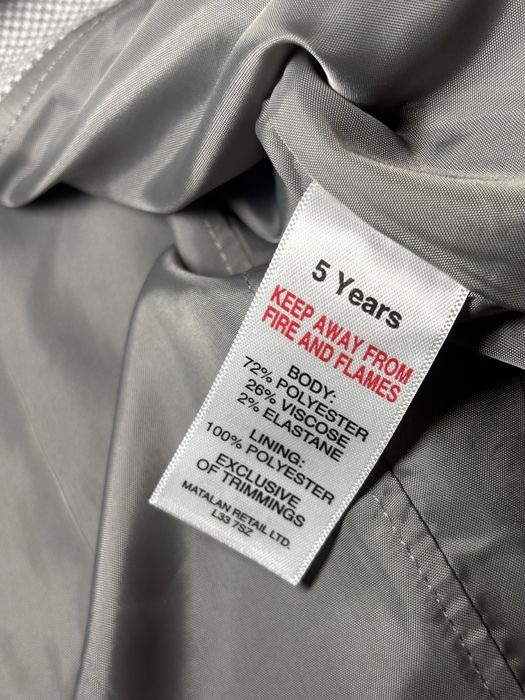 5 Years
KEEP AWAY FROM
FIRE AND FLAMES
BODY:
72% POLYESTER
26% VISCOSE
2% ELASTANE
LINING:
100% POLYESTER
EXCLUSIVE
OF TRIMMINGS
MATALAN RETAIL LTD.
L33 7SZ